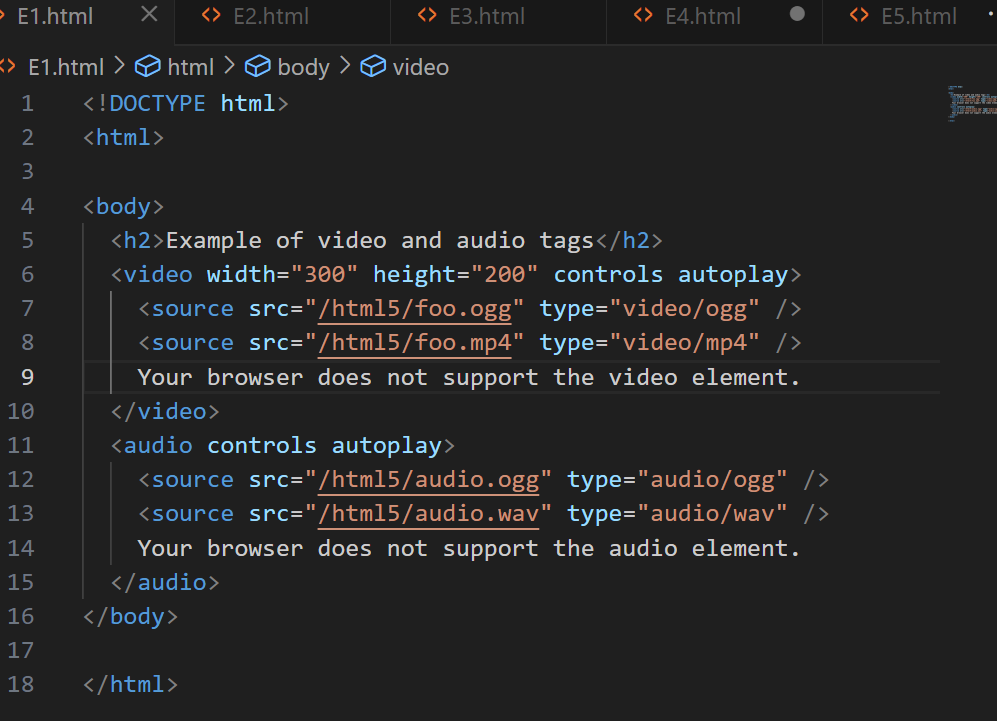 E1.html E2.html E3.html E4.html E5.html
E1.html > html > body > video
1 <!DOCTYPE html>
2 <html>
3
4 <body>
5 <h2>Example of video and audio tags</h2>
6 <video width="300" height="200" controls autoplay>
7 <source src="/html5/foo.ogg" type="video/ogg" />
8 <source src="/html5/foo.mp4" type="video/mp4" />
9 Your browser does not support the video element.
10 </video>
11 <audio controls autoplay>
12 <source src="/html5/audio.ogg" type="audio/ogg" />
13 <source src="/html5/audio.wav" type="audio/wav" />
14 Your browser does not support the audio element.
15 </audio>
16 </body>
17
18 </html>